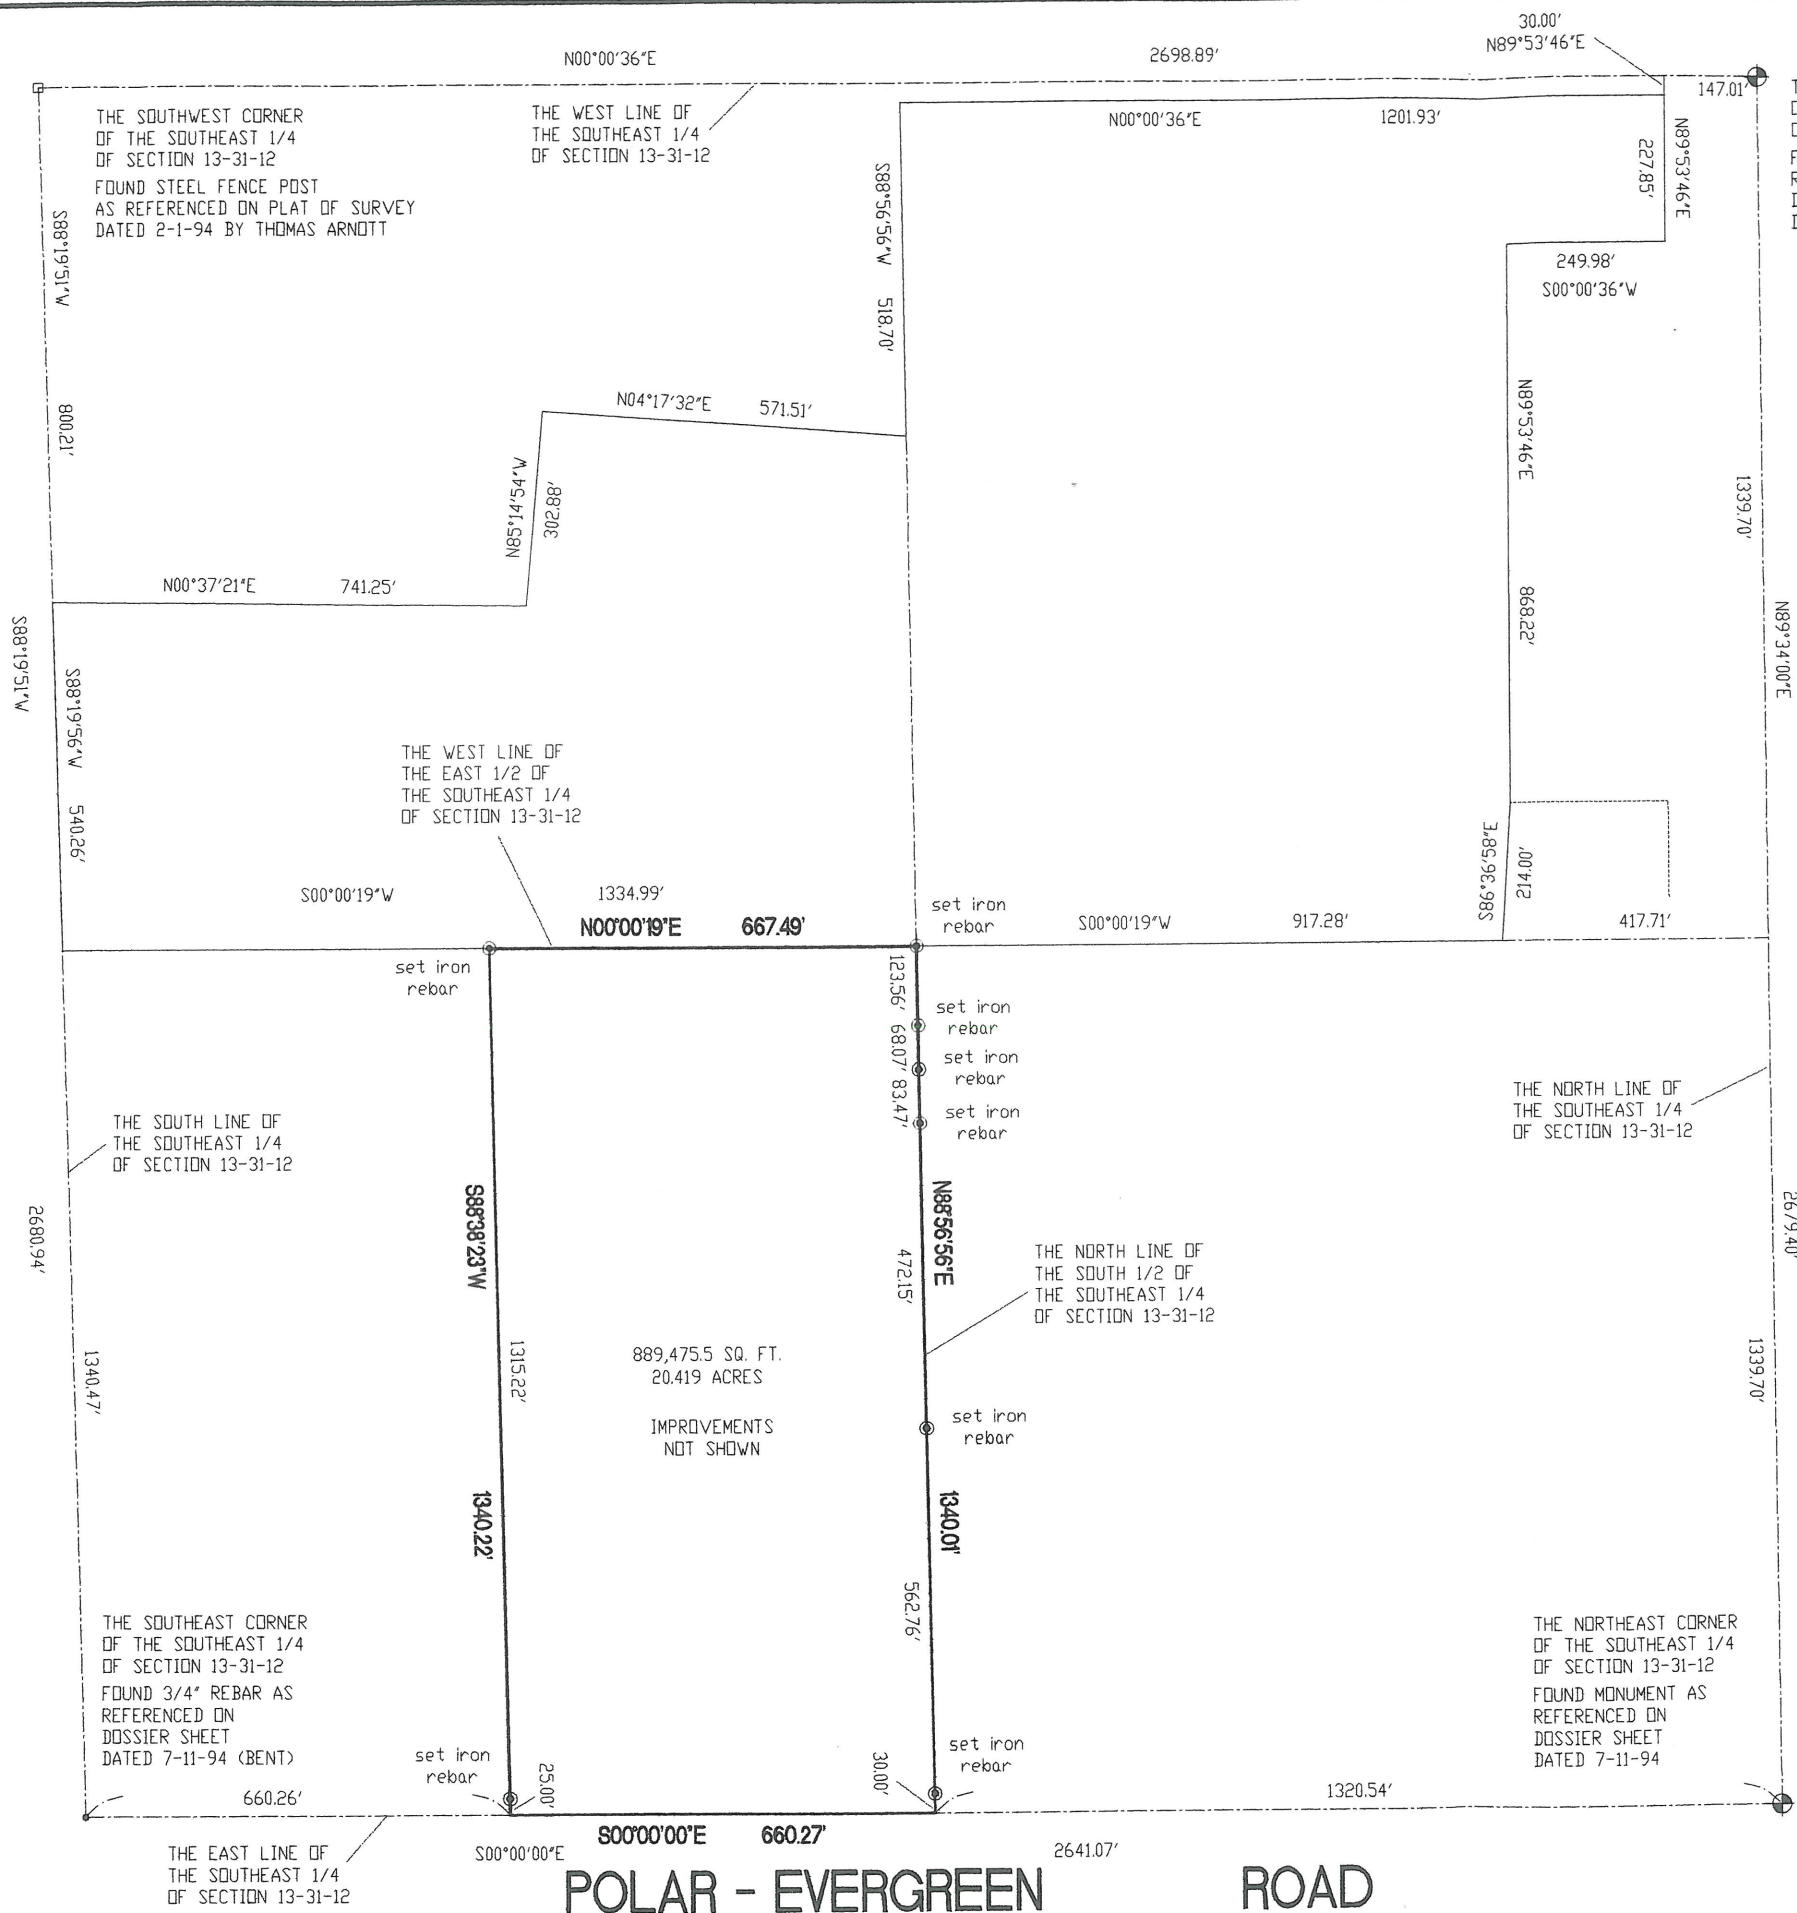 30.00'
N89°53'46"E
N00°00'36"E
2698.89'
147.01'
THE SOUTHWEST CORNER
OF THE SOUTHEAST 1/4
OF SECTION 13-31-12
FOUND STEEL FENCE POST
AS REFERENCED ON PLAT OF SURVEY
DATED 2-1-94 BY THOMAS ARNOTT
THE WEST LINE OF
THE SOUTHEAST 1/4
OF SECTION 13-31-12
N00°00'36"E
1201.93'
N89°53'46"E
227.85'
S88°56'56"W
518.70'
249.98'
S00°00'36"W
S88°19'51"W
800.21'
N04°17'32"E
571.51'
N85°14'54"W
302.88'
N89°53'46"E
868.22'
1339.70'
N89°34'00"E
N00°37'21"E
741.25'
S88°19'51"W
S88°19'56"W
540.26'
THE WEST LINE OF
THE EAST 1/2 OF
THE SOUTHEAST 1/4
OF SECTION 13-31-12
S86°36'58"E
214.00'
S00°00'19"W
1334.99'
N00°00'19"E
667.49'
set iron
rebar
S00°00'19"W
917.28'
417.71'
set iron
rebar
123.56'
set iron
rebar
68.07'
set iron
rebar
83.47'
set iron
rebar
THE SOUTH LINE OF
THE SOUTHEAST 1/4
OF SECTION 13-31-12
THE NORTH LINE OF
THE SOUTHEAST 1/4
OF SECTION 13-31-12
S88°38'23"W
N88°56'56"E
472.15'
THE NORTH LINE OF
THE SOUTH 1/2 OF
THE SOUTHEAST 1/4
OF SECTION 13-31-12
2680.94'
2679.40'
1340.47'
1315.22'
889,475.5 SQ. FT.
20.419 ACRES
IMPROVEMENTS
NOT SHOWN
1339.70'
set iron
rebar
1340.22'
1340.01'
562.76'
THE SOUTHEAST CORNER
OF THE SOUTHEAST 1/4
OF SECTION 13-31-12
FOUND 3/4" REBAR AS
REFERENCED ON
DOSSIER SHEET
DATED 7-11-94 (BENT)
THE NORTHEAST CORNER
OF THE SOUTHEAST 1/4
OF SECTION 13-31-12
FOUND MONUMENT AS
REFERENCED ON
DOSSIER SHEET
DATED 7-11-94
set iron
rebar
25.00'
30.00'
set iron
rebar
660.26'
1320.54'
S00°00'00"E
660.27'
THE EAST LINE OF
THE SOUTHEAST 1/4
OF SECTION 13-31-12
S00°00'00"E
2641.07'
POLAR - EVERGREEN ROAD